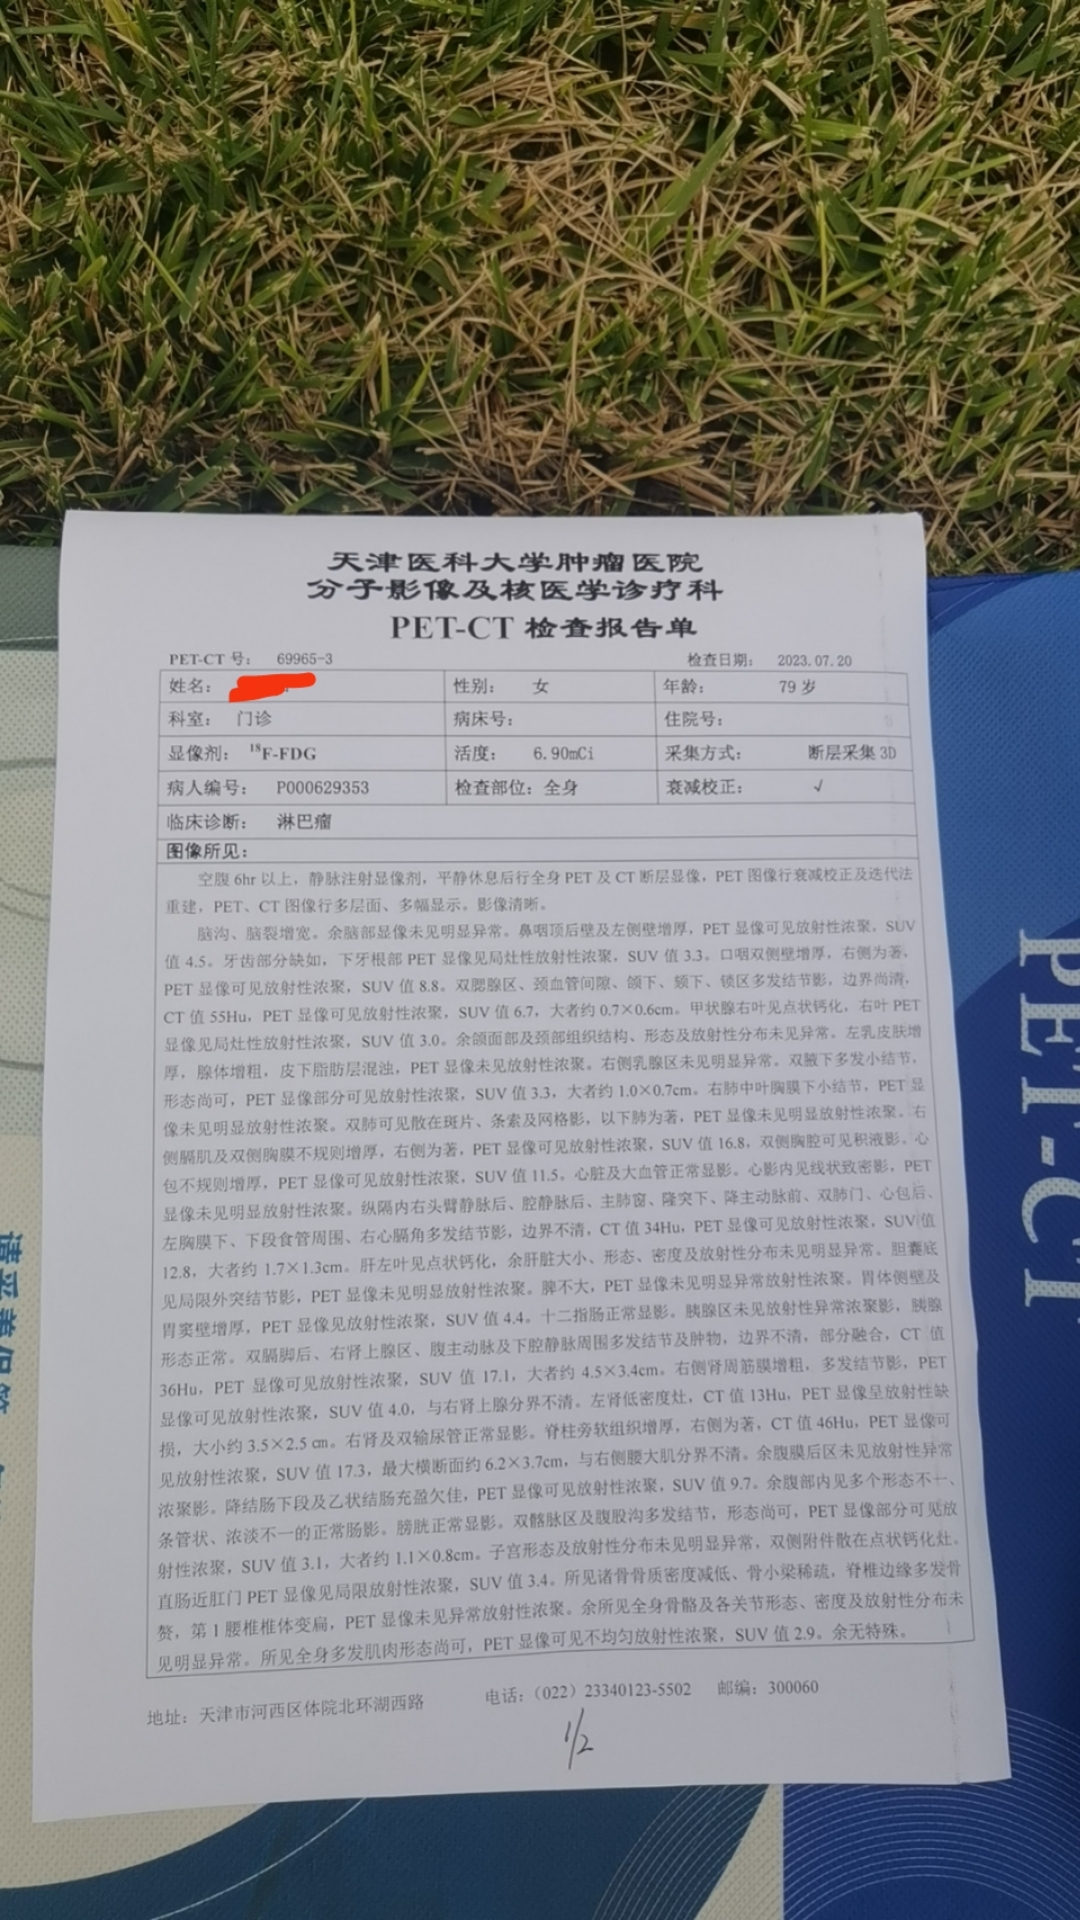 天津医科大学肿瘤医院
分子影像及核医学诊疗科
PET-CT 检查报告单
PET-CT 号： 69965-3 检查日期： 2023.07.20
姓名： 性别： 女 年龄： 79 岁
科室： 门诊 病床号： 住院号：
显像剂： ¹⁸F-FDG 活度： 6.90mCi 采集方式： 断层采集 3D
病人编号： P000629353 检查部位：全身 衰减校正： √
临床诊断： 淋巴瘤
图像所见：
空腹 6hr 以上，静脉注射显像剂，平静休息后行全身 PET 及 CT 断层显像，PET 图像行衰减校正及迭代法
重建，PET、CT 图像行多层面、多幅显示。影像清晰。
脑沟、脑裂增宽。余脑部显像未见明显异常。鼻咽顶后壁及左侧壁增厚，PET 显像可见放射性浓聚，SUV
值 4.5。牙齿部分缺如，下牙根部 PET 显像见局灶性放射性浓聚，SUV 值 3.3。口咽双侧壁增厚，右侧为著，
PET 显像可见放射性浓聚，SUV 值 8.8。双腮腺区、颈血管间隙、颌下、颏下、锁区多发结节影，边界尚清，
CT 值 55Hu，PET 显像可见放射性浓聚，SUV 值 6.7，大者约 0.7×0.6cm。甲状腺右叶见点状钙化，右叶 PET
显像见局灶性放射性浓聚，SUV 值 3.0。余颌面部及颈部组织结构、形态及放射性分布未见异常。左乳皮肤增
厚，腺体增粗，皮下脂肪层混浊，PET 显像未见放射性浓聚。右侧乳腺区未见明显异常。双腋下多发小结节，
形态尚可，PET 显像部分可见放射性浓聚，SUV 值 3.3，大者约 1.0×0.7cm。右肺中叶胸膜下小结节，PET 显
像未见明显放射性浓聚。双肺可见散在斑片、条索及网格影，以下肺为著，PET 显像未见明显放射性浓聚。右
侧膈肌及双侧胸膜不规则增厚，右侧为著，PET 显像可见放射性浓聚，SUV 值 16.8，双侧胸腔可见积液影。心
包不规则增厚，PET 显像可见放射性浓聚，SUV 值 11.5。心脏及大血管正常显影。心影内见线状致密影，PET
显像未见明显放射性浓聚。纵隔内右头臂静脉后、腔静脉后、主肺窗、隆突下、降主动脉前、双肺门、心包后、
左胸膜下、下段食管周围、右心膈角多发结节影，边界不清，CT 值 34Hu，PET 显像可见放射性浓聚，SUV 值
12.8，大者约 1.7×1.3cm。肝左叶见点状钙化，余肝脏大小、形态、密度及放射性分布未见明显异常。胆囊底
见局限外突结节影，PET 显像未见明显放射性浓聚。脾不大，PET 显像未见明显异常放射性浓聚。胃体侧壁及
胃窦壁增厚，PET 显像见放射性浓聚，SUV 值 4.4。十二指肠正常显影。胰腺区未见放射性异常浓聚影，胰腺
形态正常。双膈脚后、右肾上腺区、腹主动脉及下腔静脉周围多发结节及肿物，边界不清，部分融合，CT 值
36Hu，PET 显像可见放射性浓聚，SUV 值 17.1，大者约 4.5×3.4cm。右侧肾周筋膜增粗，多发结节影，PET
显像可见放射性浓聚，SUV 值 4.0，与右肾上腺分界不清。左肾低密度灶，CT 值 13Hu，PET 显像呈放射性缺
损，大小约 3.5×2.5 ㎝。右肾及双输尿管正常显影。脊柱旁软组织增厚，右侧为著，CT 值 46Hu，PET 显像可
见放射性浓聚，SUV 值 17.3，最大横断面约 6.2×3.7cm，与右侧腰大肌分界不清。余腹膜后区未见放射性异常
浓聚影。降结肠下段及乙状结肠充盈欠佳，PET 显像可见放射性浓聚，SUV 值 9.7。余腹部内见多个形态不一、
条管状、浓淡不一的正常肠影。膀胱正常显影。双髂脉区及腹股沟多发结节，形态尚可，PET 显像部分可见放
射性浓聚，SUV 值 3.1，大者约 1.1×0.8cm。子宫形态及放射性分布未见明显异常，双侧附件散在点状钙化灶。
直肠近肛门 PET 显像见局限放射性浓聚，SUV 值 3.4。所见诸骨骨质密度减低、骨小梁稀疏，脊椎边缘多发骨
赘，第 1 腰椎椎体变扁，PET 显像未见异常放射性浓聚。余所见全身骨骼及各关节形态、密度及放射性分布未
见明显异常。所见全身多发肌肉形态尚可，PET 显像可见不均匀放射性浓聚，SUV 值 2.9。余无特殊。
地址：天津市河西区体院北环湖西路 电话：（022）23340123-5502 邮编：300060
1/2
PET-CT